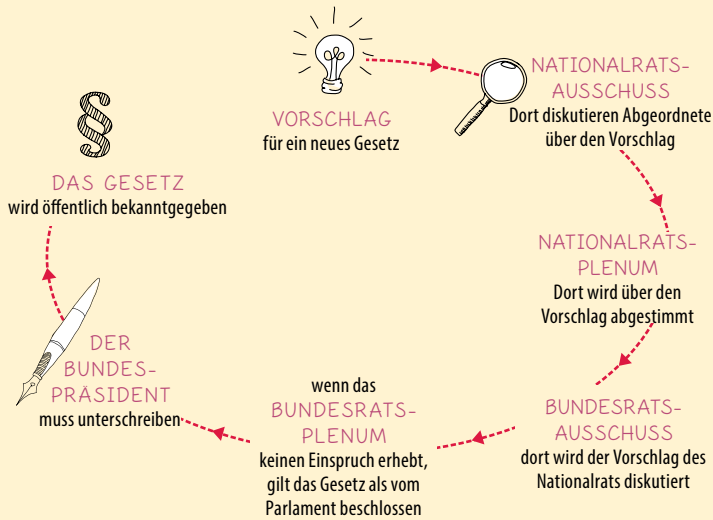 VORSCHLAG
für ein neues Gesetz
NATIONALRATS-
AUSSCHUSS
Dort diskutieren Abgeordnete
über den Vorschlag
NATIONALRATS-
PLENUM
Dort wird über den
Vorschlag abgestimmt
BUNDESRATS-
AUSSCHUSS
dort wird der Vorschlag des
Nationalrats diskutiert
wenn das
BUNDESRATS-
PLENUM
keinen Einspruch erhebt,
gilt das Gesetz als vom
Parlament beschlossen
DER
BUNDES-
PRÄSIDENT
muss unterschreiben
§
DAS GESETZ
wird öffentlich bekanntgegeben